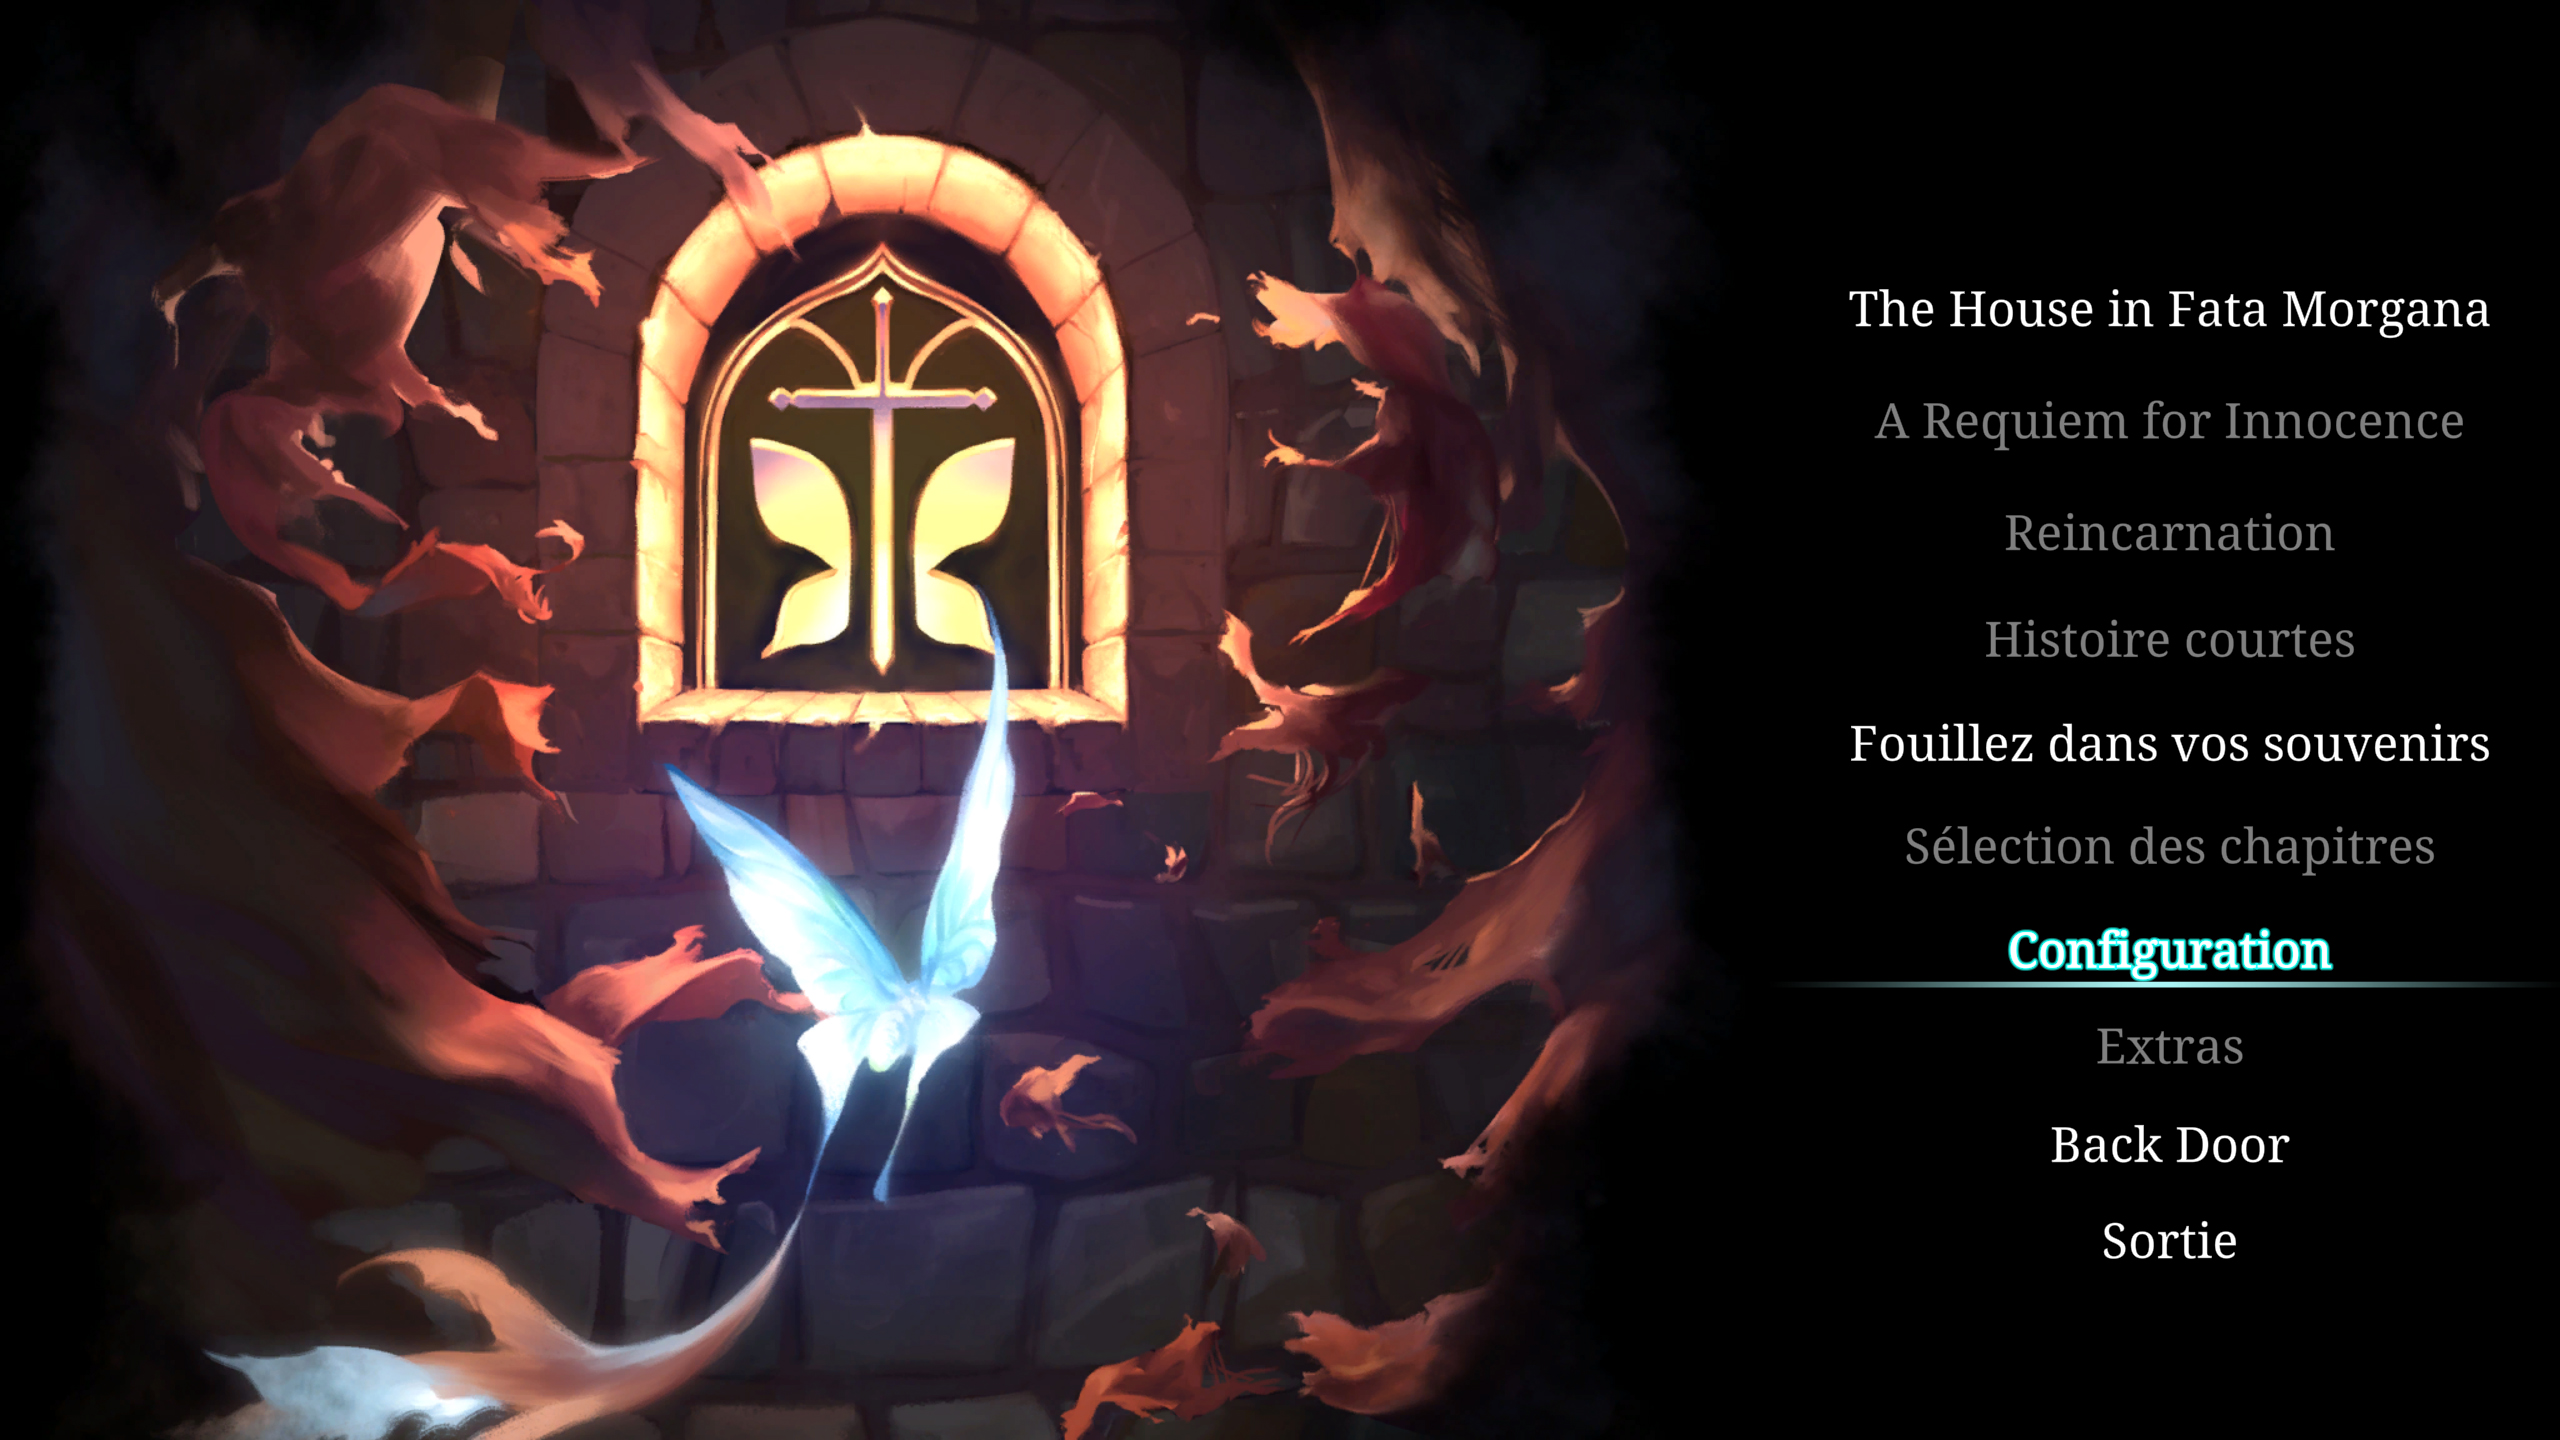 The House in Fata Morgana
A Requiem for Innocence
Reincarnation
Histoire courtes
Fouillez dans vos souvenirs
Sélection des chapitres
Configuration
Extras
Back Door
Sortie